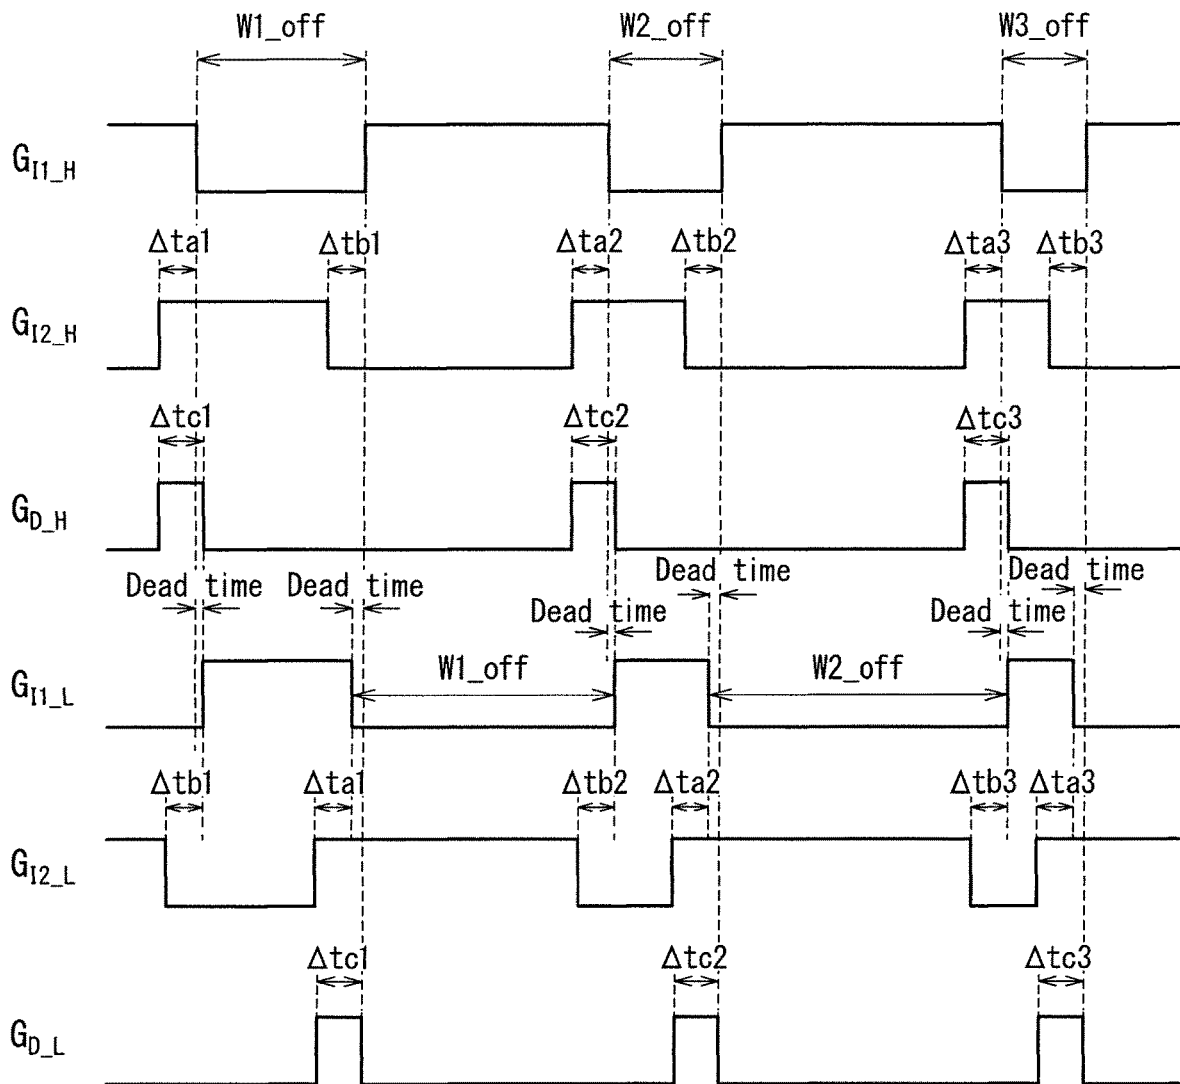 W1_off W2_off W3_off
G_I1_H
Δta1 Δtb1 Δta2 Δtb2 Δta3 Δtb3
G_I2_H
Δtc1 Δtc2 Δtc3
G_D_H
Dead time Dead time Dead time Dead time
Dead time Dead time
G_I1_L W1_off W2_off
Δtb1 Δta1 Δtb2 Δta2 Δtb3 Δta3
G_I2_L
Δtc1 Δtc2 Δtc3
G_D_L